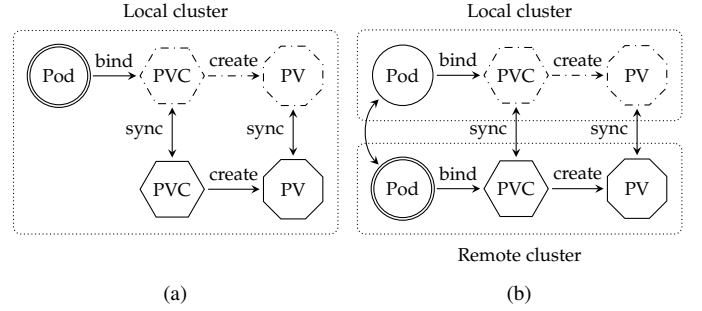 Local cluster
Pod bind PVC create PV
sync sync
PVC create PV
(a)
Local cluster
Pod bind PVC create PV
sync sync
Pod bind PVC create PV
Remote cluster
(b)